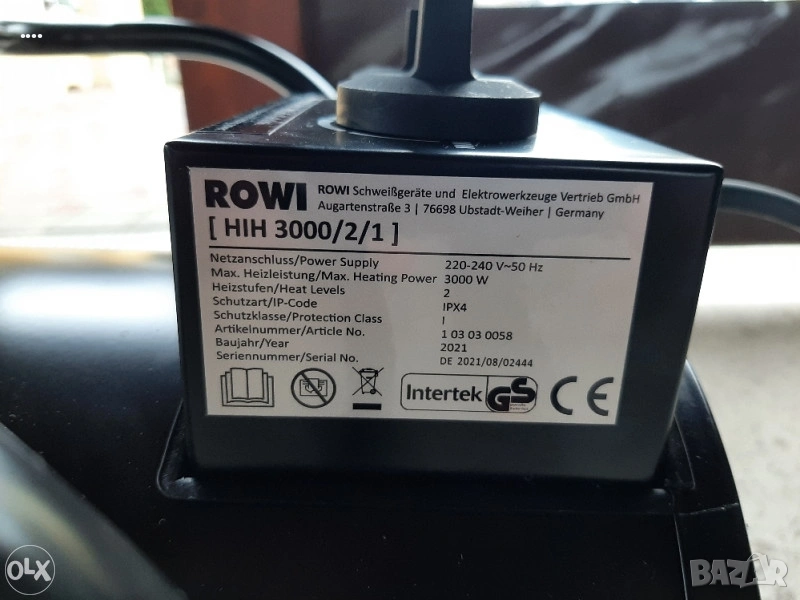 ROWI ROWI Schweißgeräte und Elektrowerkzeuge Vertrieb GmbH
Augartenstraße 3 | 76698 Ubstadt-Weiher | Germany
[ HIH 3000/2/1 ]
Netzanschluss/Power Supply 220-240 V~50 Hz
Max. Heizleistung/Max. Heating Power 3000 W
Heizstufen/Heat Levels 2
Schutzart/IP-Code IPX4
Schutzklasse/Protection Class I
Artikelnummer/Article No. 1 03 03 0058
Baujahr/Year 2021
Seriennummer/Serial No. DE 2021/08/02444
Intertek GS CE
OLX
BAZAR